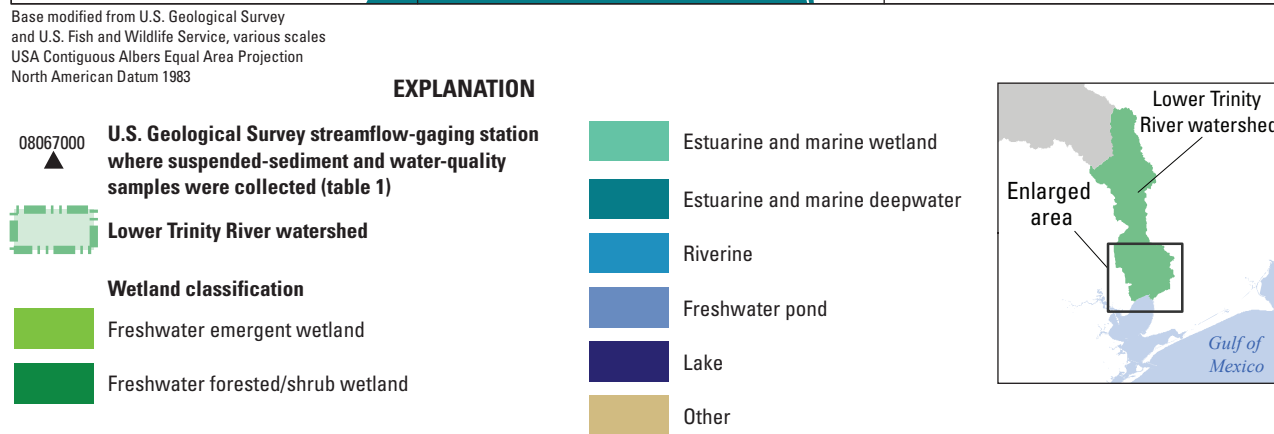 Base modified from U.S. Geological Survey
and U.S. Fish and Wildlife Service, various scales
USA Contiguous Albers Equal Area Projection
North American Datum 1983
EXPLANATION
08067000
U.S. Geological Survey streamflow-gaging station
where suspended-sediment and water-quality
samples were collected (table 1)
Lower Trinity River watershed
Wetland classification
Freshwater emergent wetland
Freshwater forested/shrub wetland
Estuarine and marine wetland
Estuarine and marine deepwater
Riverine
Freshwater pond
Lake
Other
Lower Trinity
River watershed
Enlarged
area
Gulf of
Mexico